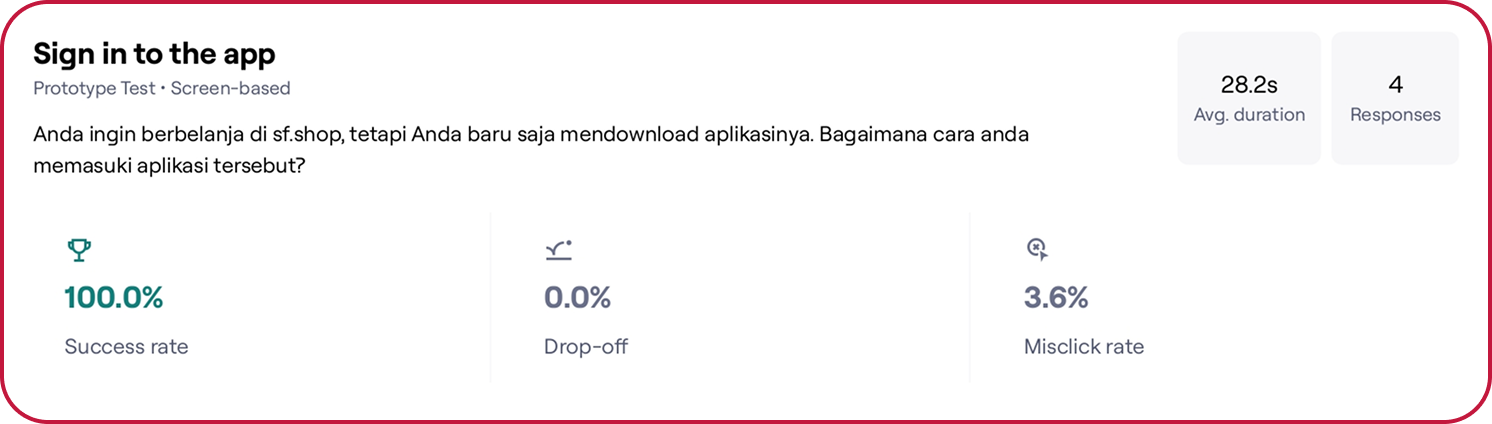 Sign in to the app
Prototype Test • Screen-based
Anda ingin berbelanja di sf.shop, tetapi Anda baru saja mendownload aplikasinya. Bagaimana cara anda
memasuki aplikasi tersebut?
28.2s
Avg. duration
4
Responses
100.0%
Success rate
0.0%
Drop-off
3.6%
Misclick rate